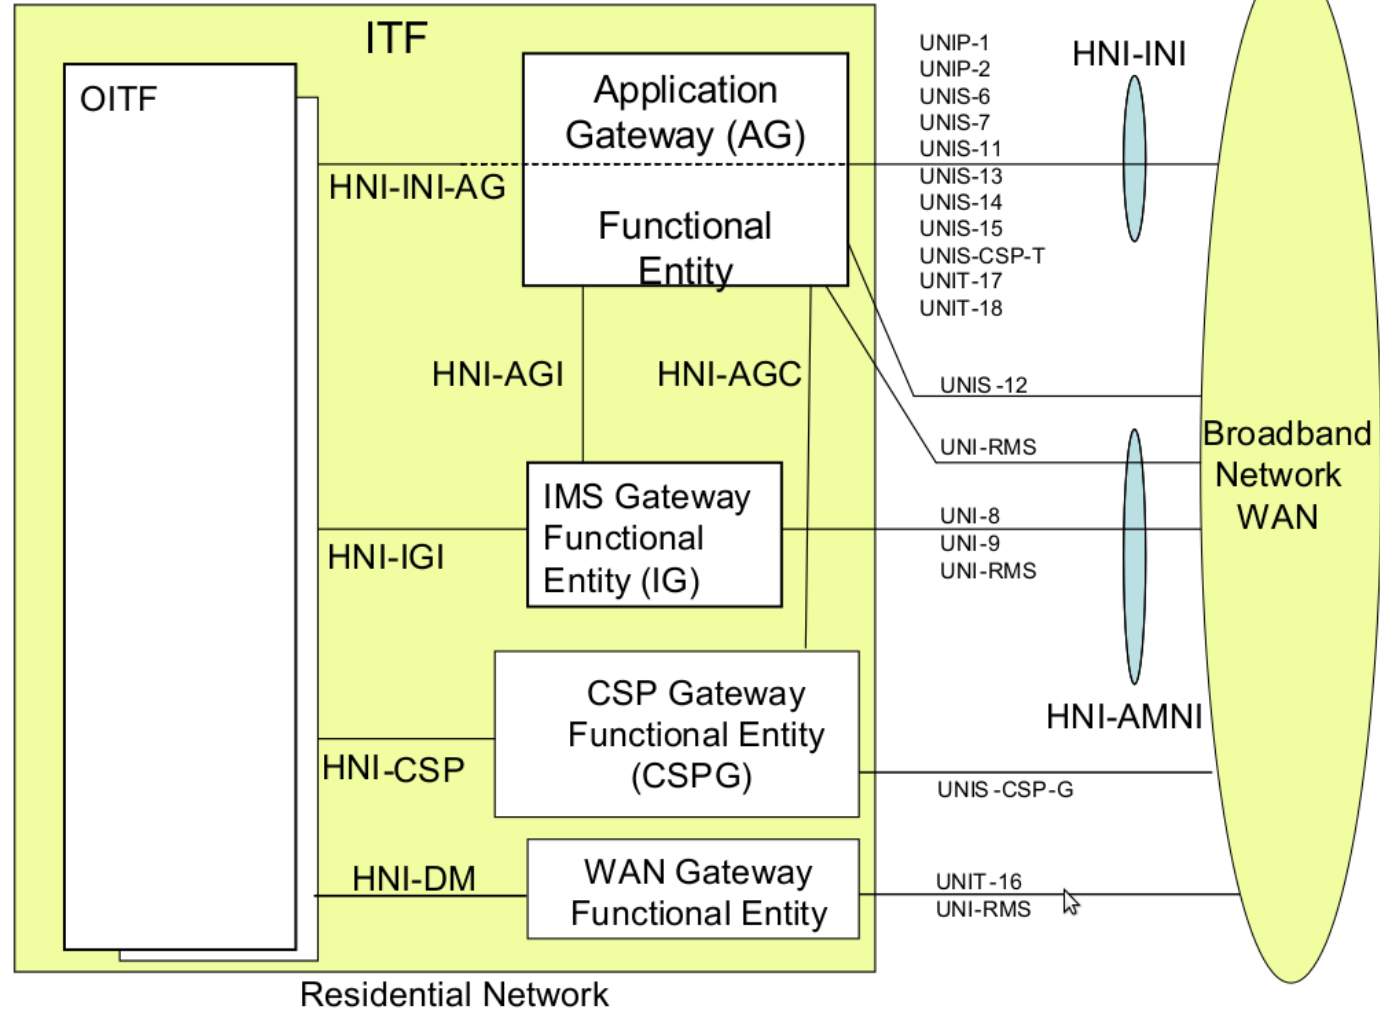 ITF
OITF
Application
Gateway (AG)
Functional
Entity
HNI-INI-AG
UNIP-1
UNIP-2
UNIS-6
UNIS-7
UNIS-11
UNIS-13
UNIS-14
UNIS-15
UNIS-CSP-T
UNIT-17
UNIT-18
HNI-INI
HNI-AGI
HNI-AGC
UNIS -12
UNI-RMS
Broadband
Network
WAN
IMS Gateway
Functional
Entity (IG)
HNI-IGI
UNI-8
UNI-9
UNI-RMS
HNI-AMNI
CSP Gateway
Functional Entity
(CSPG)
HNI-CSP
UNIS -CSP-G
HNI-DM
WAN Gateway
Functional Entity
UNIT -16
UNI-RMS
Residential Network